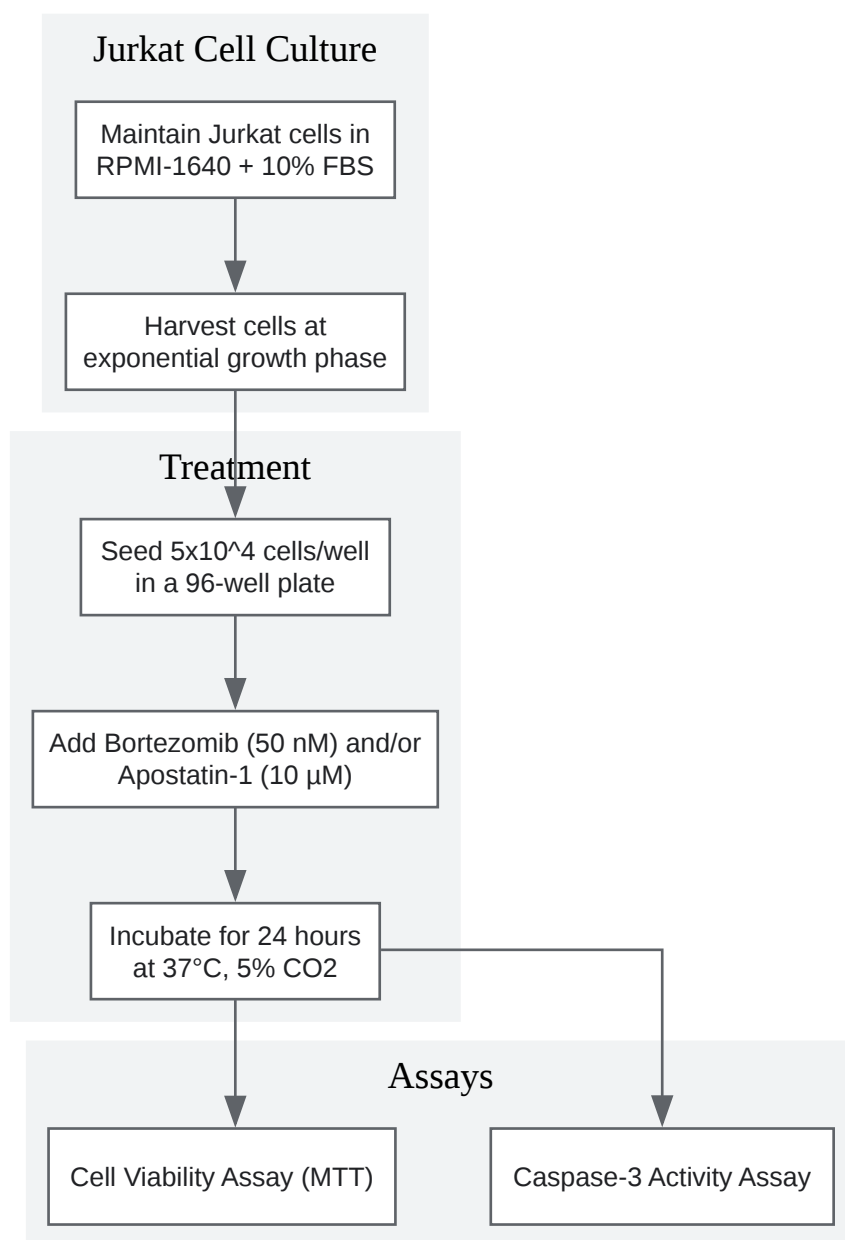 Jurkat Cell Culture
Maintain Jurkat cells in
RPMI-1640 + 10% FBS
Harvest cells at
exponential growth phase
Treatment
Seed 5x10^4 cells/well
in a 96-well plate
Add Bortezomib (50 nM) and/or
Apostatin-1 (10 µM)
Incubate for 24 hours
at 37°C, 5% CO2
Assays
Cell Viability Assay (MTT)
Caspase-3 Activity Assay